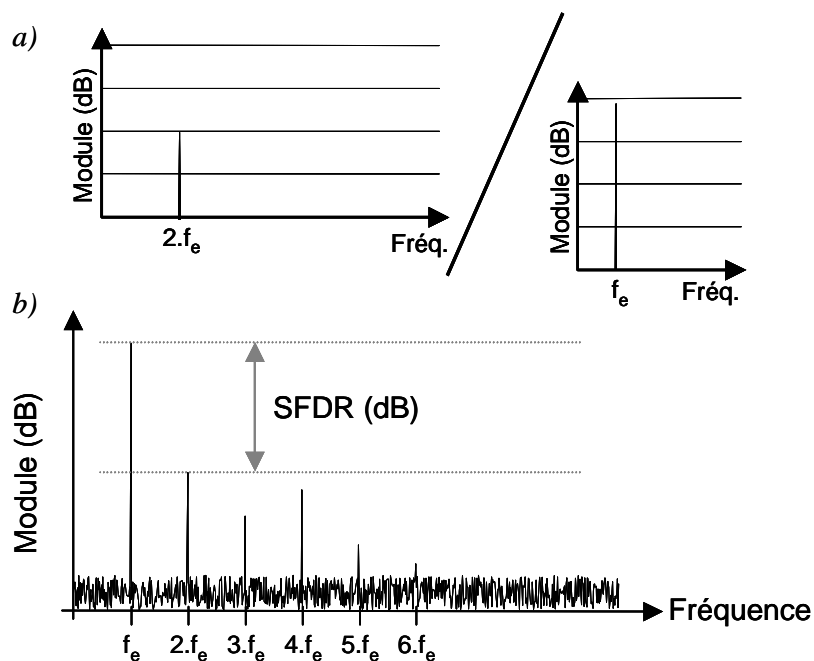 a)
Module (dB)
2.fe
Fréq.
Module (dB)
fe
Fréq.
b)
Module (dB)
SFDR (dB)
fe 2.fe 3.fe 4.fe 5.fe 6.fe
Fréquence